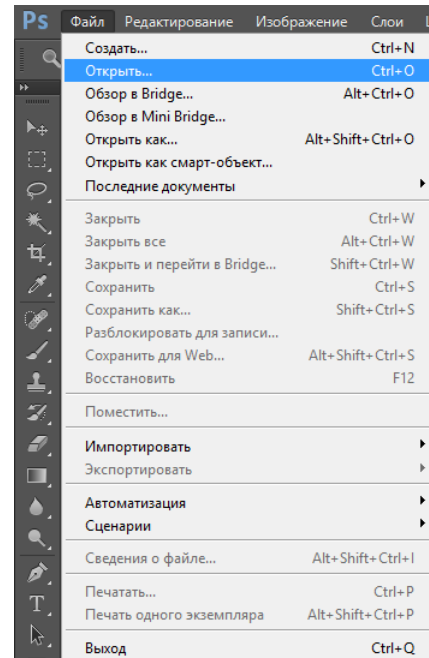 Ps Файл Редактирование Изображение Слои
Создать... Ctrl+N
Открыть... Ctrl+O
Обзор в Bridge... Alt+Ctrl+O
Обзор в Mini Bridge...
Открыть как... Alt+Shift+Ctrl+O
Открыть как смарт-объект...
Последние документы
Закрыть Ctrl+W
Закрыть все Alt+Ctrl+W
Закрыть и перейти в Bridge... Shift+Ctrl+W
Сохранить Ctrl+S
Сохранить как... Shift+Ctrl+S
Разблокировать для записи...
Сохранить для Web... Alt+Shift+Ctrl+S
Восстановить F12
Поместить...
Импортировать
Экспортировать
Автоматизация
Сценарии
Сведения о файле... Alt+Shift+Ctrl+I
Печатать... Ctrl+P
Печать одного экземпляра Alt+Shift+Ctrl+P
Выход Ctrl+Q